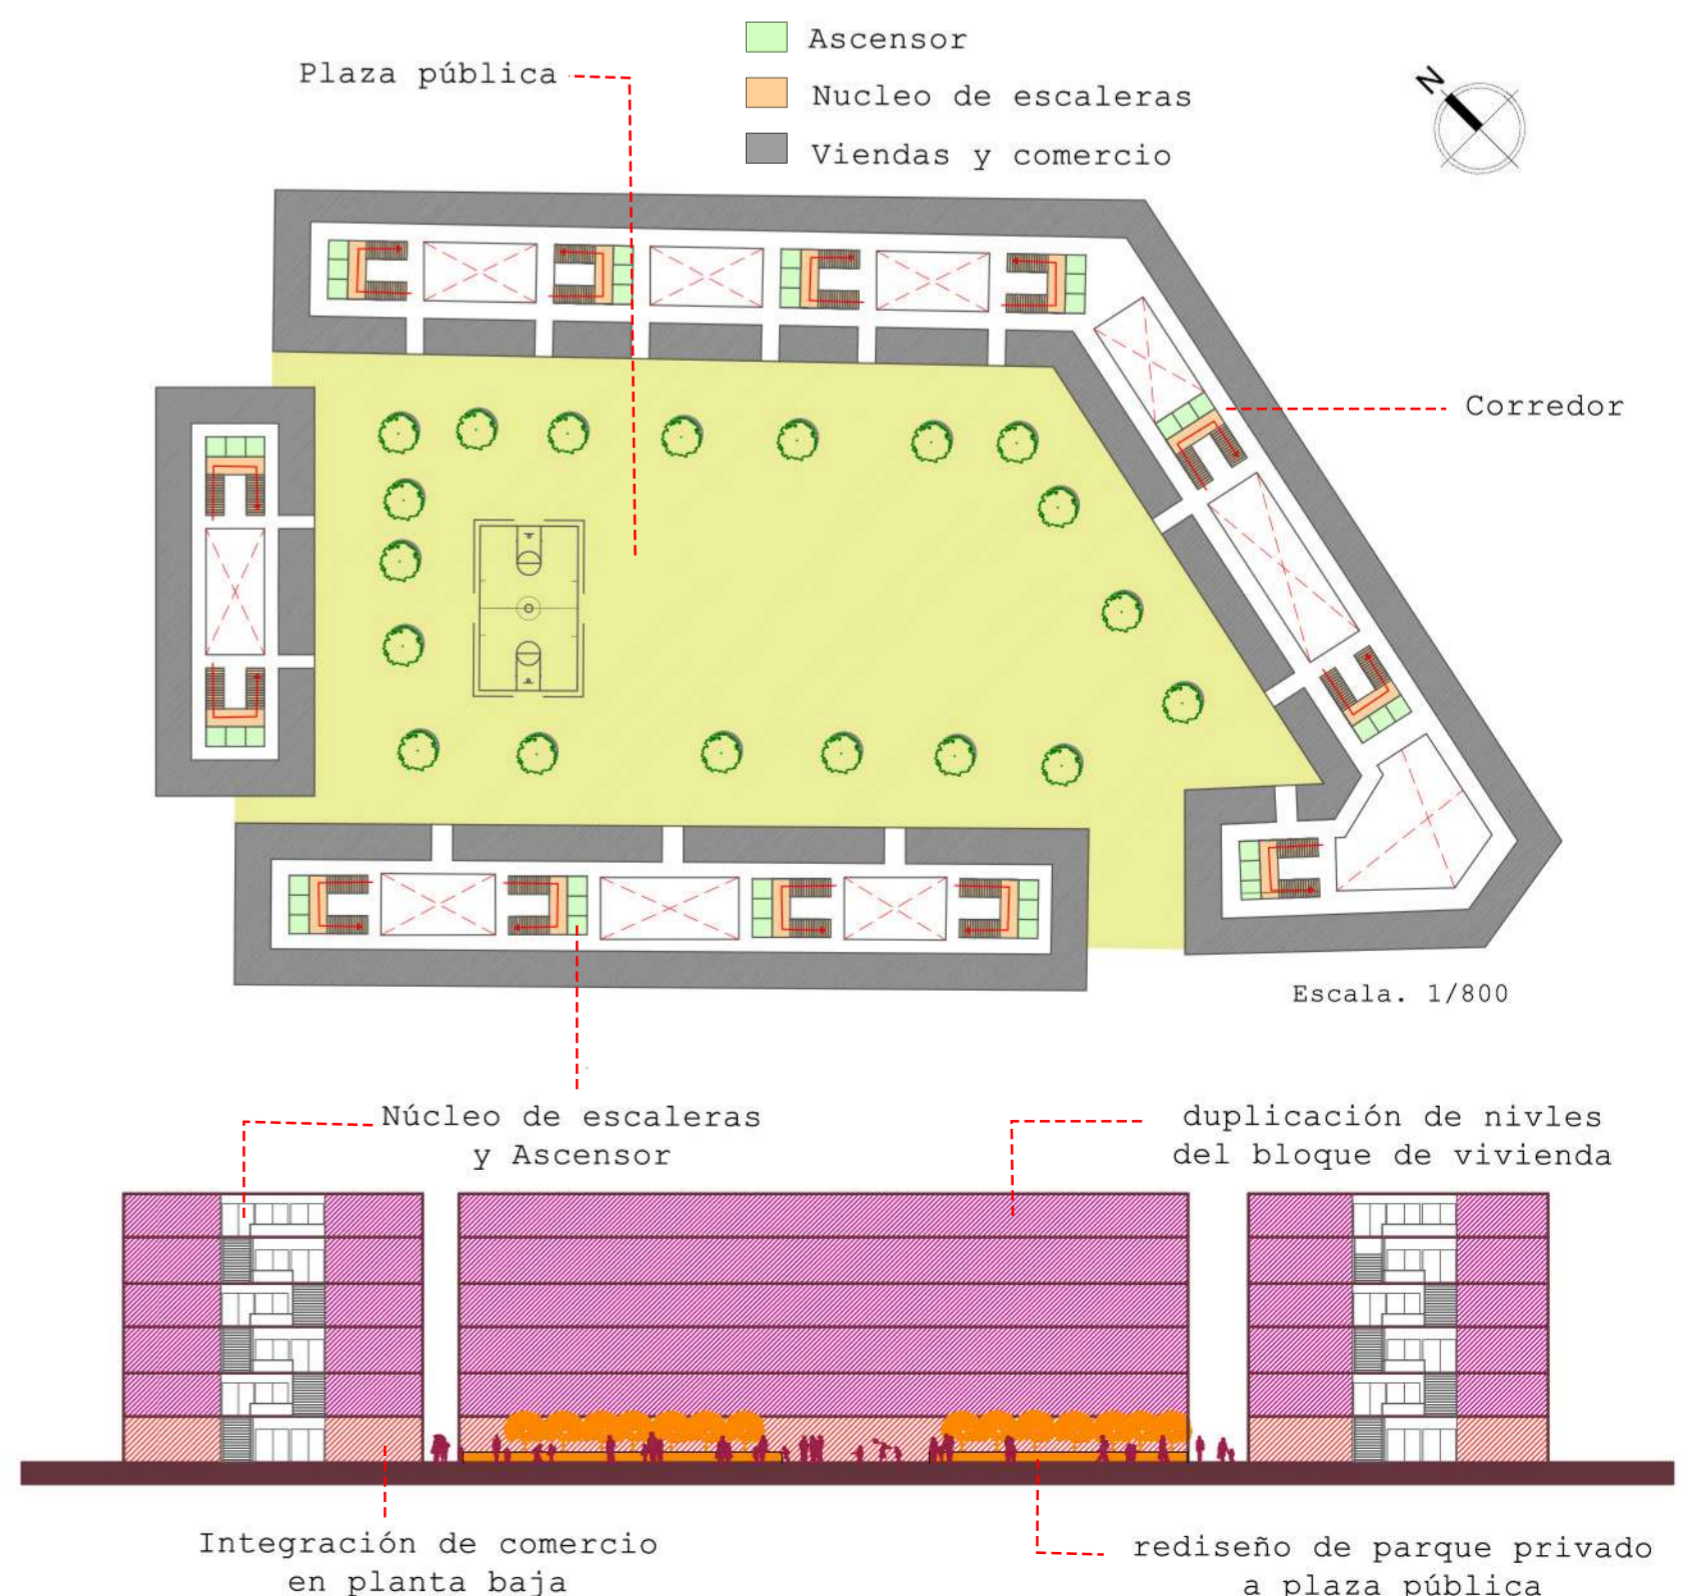 Ascensor
Plaza pública
Nucleo de escaleras
Viendas y comercio
N
Corredor
Escala. 1/800
Núcleo de escaleras
y Ascensor
duplicación de nivles
del bloque de vivienda
Integración de comercio
en planta baja
rediseño de parque privado
a plaza pública